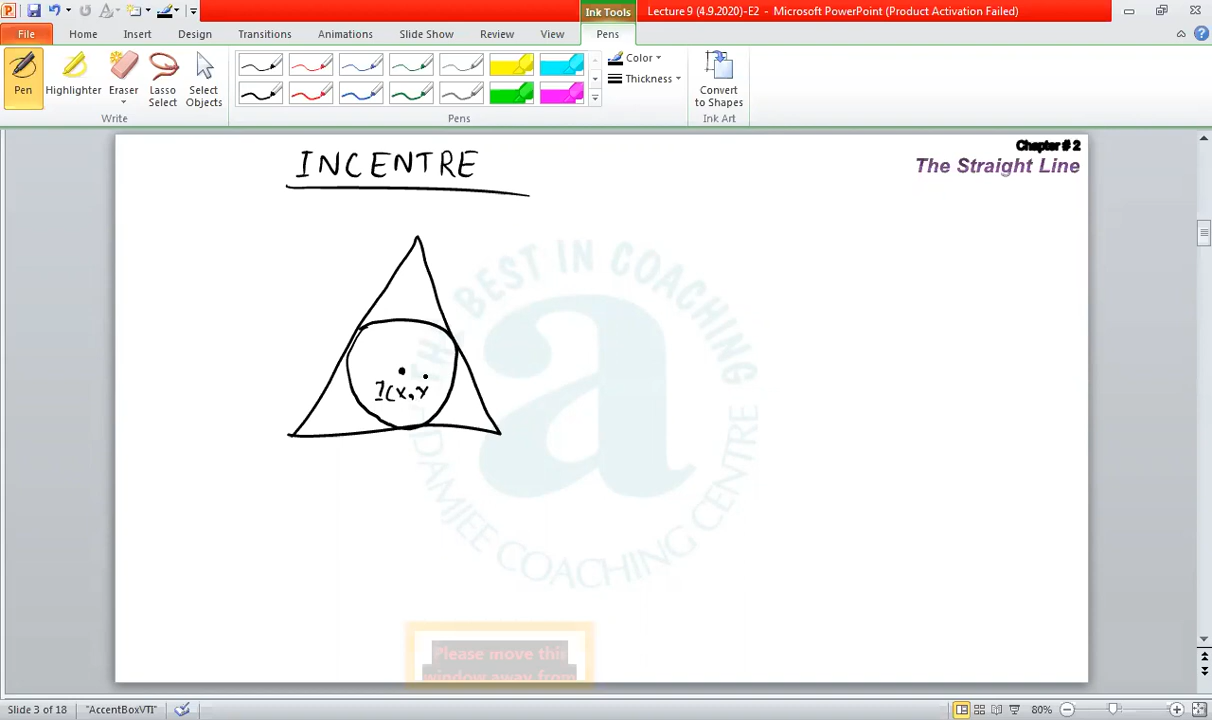 Ink Tools
Lecture 9 (4.9.2020)-E2 - Microsoft PowerPoint (Product Activation Failed)
File Home Insert Design Transitions Animations Slide Show Review View Pens
Pen Highlighter Eraser Lasso Select Select Objects
Color
Thickness
Convert to Shapes
Write Pens Ink Art
Chapter # 2
The Straight Line
INCENTRE
I(x, y
BEST IN COACHING
a
ADAMJEE COACHING CENTRE
Please move this
window away from
Slide 3 of 18 "AccentBoxVTI" 80%